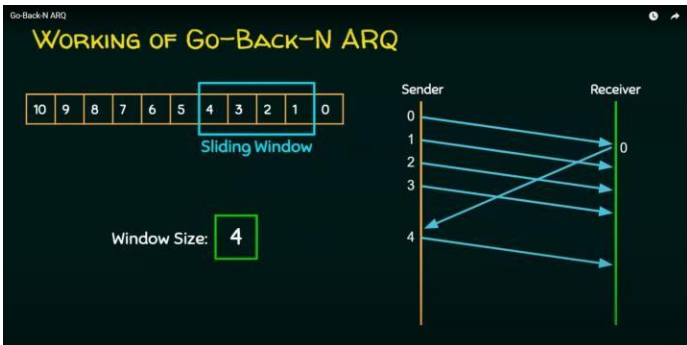 Go-Back-N ARQ
WORKING OF GO-BACK-N ARQ
10 9 8 7 6 5 4 3 2 1 0
Sliding Window
Window Size: 4
Sender Receiver
0
1
0
2
3
4